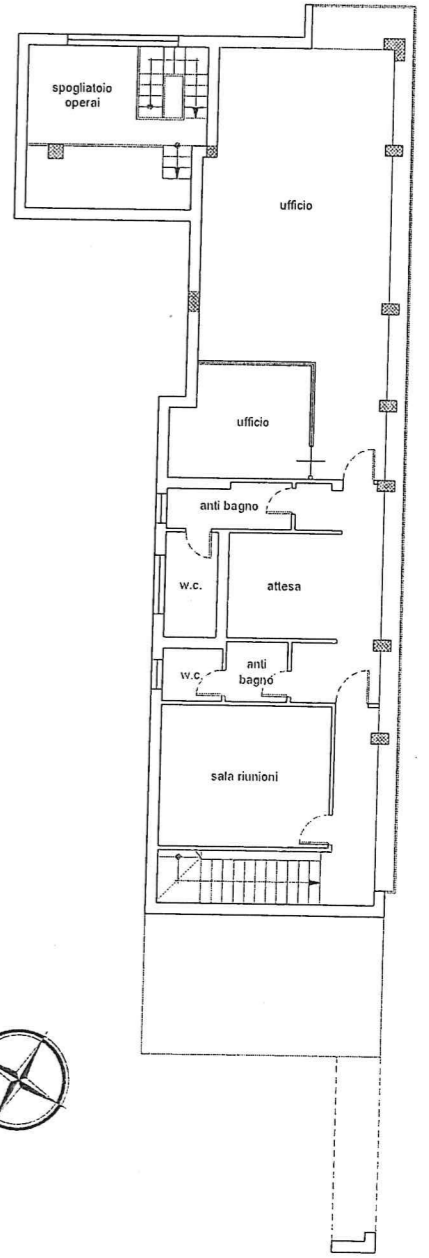 spogliatoio
operai
ufficio
ufficio
anti bagno
w.c.
attesa
w.c.
anti
bagno
sala riunioni